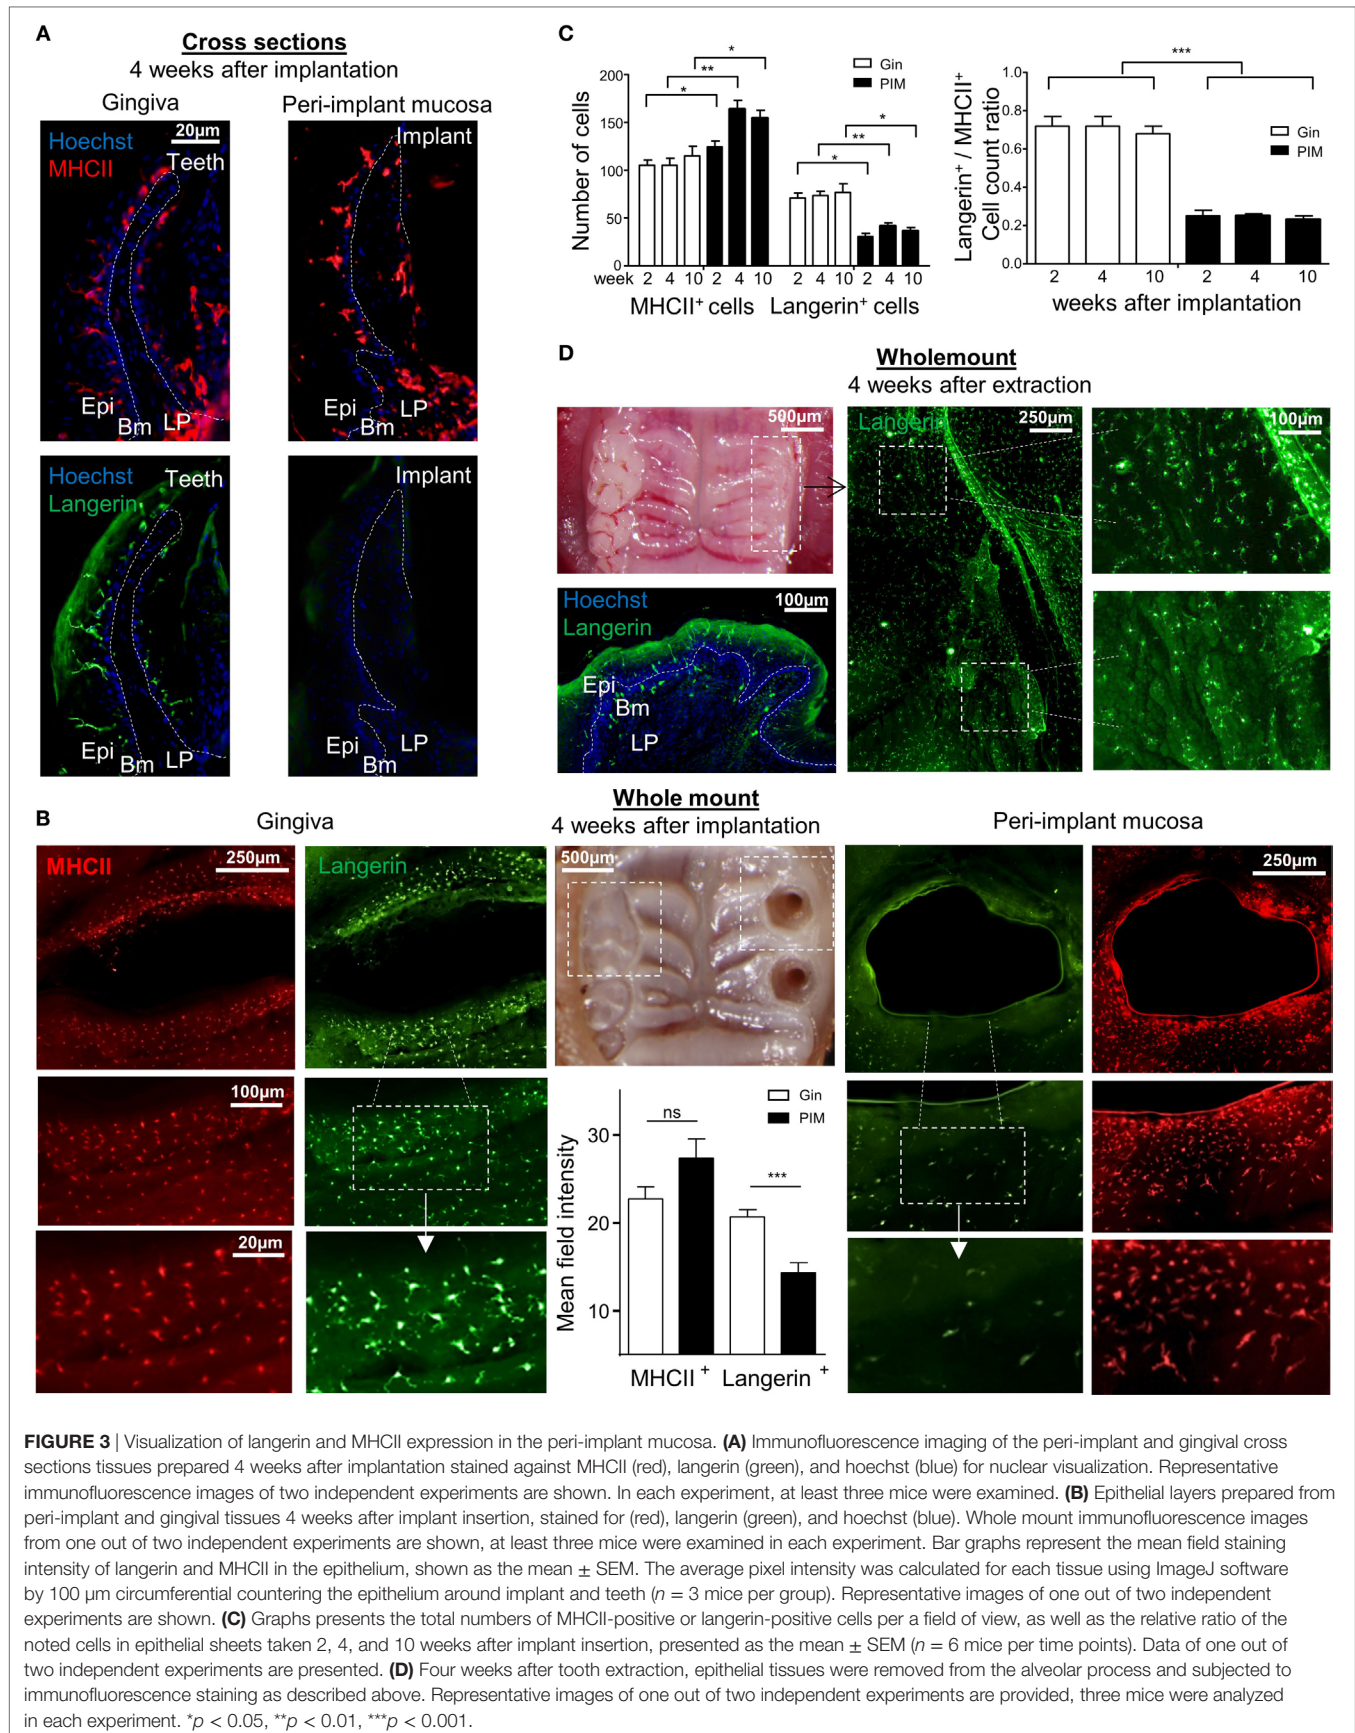 A
Cross sections
4 weeks after implantation
Gingiva
Peri-implant mucosa
Hoechst
MHCII
20µm
Teeth
Epi
Bm
LP
Implant
Epi
Bm
LP
Hoechst
Langerin
Teeth
Epi
Bm
LP
Implant
Epi
Bm
LP
C
Number of cells
200
150
100
50
0
* ** *
* ** *
Gin
PIM
week 2 4 10 2 4 10 2 4 10 2 4 10
MHCII+ cells Langerin+ cells
Langerin+ / MHCII+
Cell count ratio
1.0
0.8
0.6
0.4
0.2
0.0
***
Gin
PIM
2 4 10 2 4 10
weeks after implantation
D
Wholemount
4 weeks after extraction
500µm
Langerin
250µm
100µm
Hoechst
Langerin
100µm
Epi
Bm
LP
B
Gingiva
Whole mount
4 weeks after implantation
Peri-implant mucosa
MHCII
250µm
Langerin
500µm
250µm
100µm
20µm
Mean field intensity
30
20
10
ns
***
Gin
PIM
MHCII + Langerin +
FIGURE 3 | Visualization of langerin and MHCII expression in the peri-implant mucosa. (A) Immunofluorescence imaging of the peri-implant and gingival cross
sections tissues prepared 4 weeks after implantation stained against MHCII (red), langerin (green), and hoechst (blue) for nuclear visualization. Representative
immunofluorescence images of two independent experiments are shown. In each experiment, at least three mice were examined. (B) Epithelial layers prepared from
peri-implant and gingival tissues 4 weeks after implant insertion, stained for (red), langerin (green), and hoechst (blue). Whole mount immunofluorescence images
from one out of two independent experiments are shown, at least three mice were examined in each experiment. Bar graphs represent the mean field staining
intensity of langerin and MHCII in the epithelium, shown as the mean ± SEM. The average pixel intensity was calculated for each tissue using ImageJ software
by 100 µm circumferential countering the epithelium around implant and teeth (n = 3 mice per group). Representative images of one out of two independent
experiments are shown. (C) Graphs presents the total numbers of MHCII-positive or langerin-positive cells per a field of view, as well as the relative ratio of the
noted cells in epithelial sheets taken 2, 4, and 10 weeks after implant insertion, presented as the mean ± SEM (n = 6 mice per time points). Data of one out of
two independent experiments are presented. (D) Four weeks after tooth extraction, epithelial tissues were removed from the alveolar process and subjected to
immunofluorescence staining as described above. Representative images of one out of two independent experiments are provided, three mice were analyzed
in each experiment. *p < 0.05, **p < 0.01, ***p < 0.001.